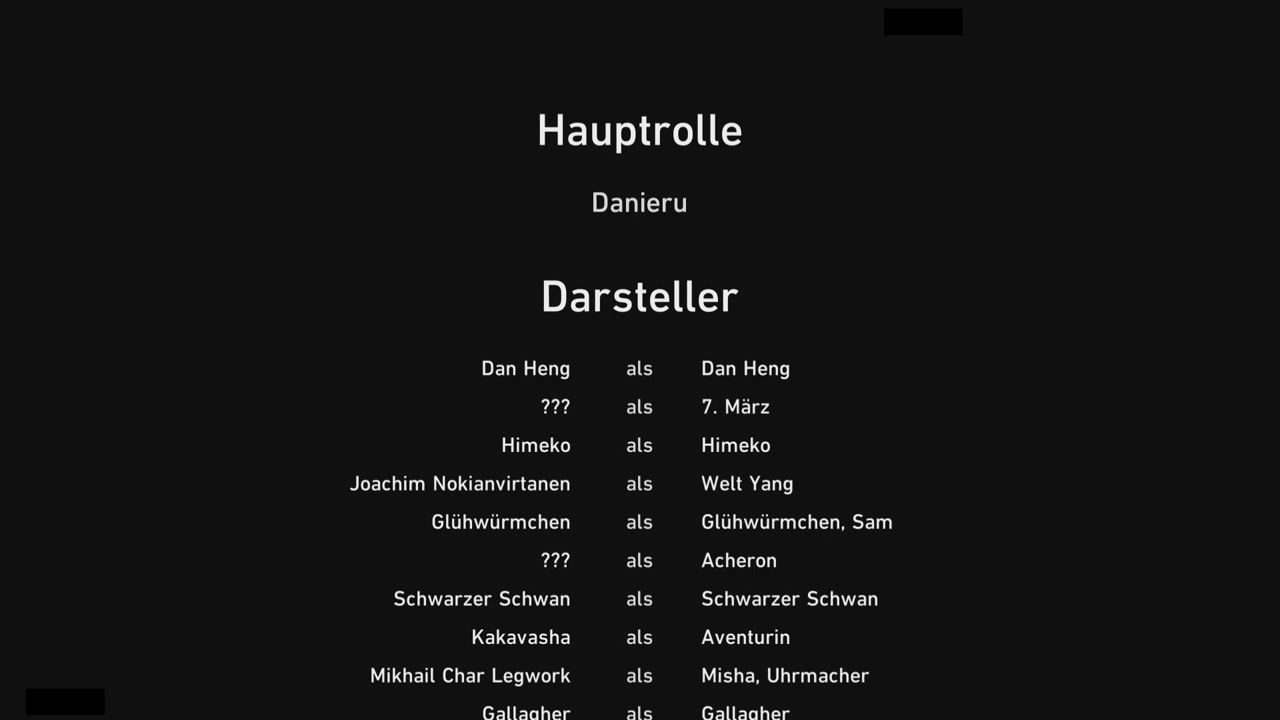 Hauptrolle
Danieru
Darsteller
Dan Heng als Dan Heng
??? als 7. März
Himeko als Himeko
Joachim Nokianvirtanen als Welt Yang
Glühwürmchen als Glühwürmchen, Sam
??? als Acheron
Schwarzer Schwan als Schwarzer Schwan
Kakavasha als Aventurin
Mikhail Char Legwork als Misha, Uhrmacher
Gallagher als Gallagher